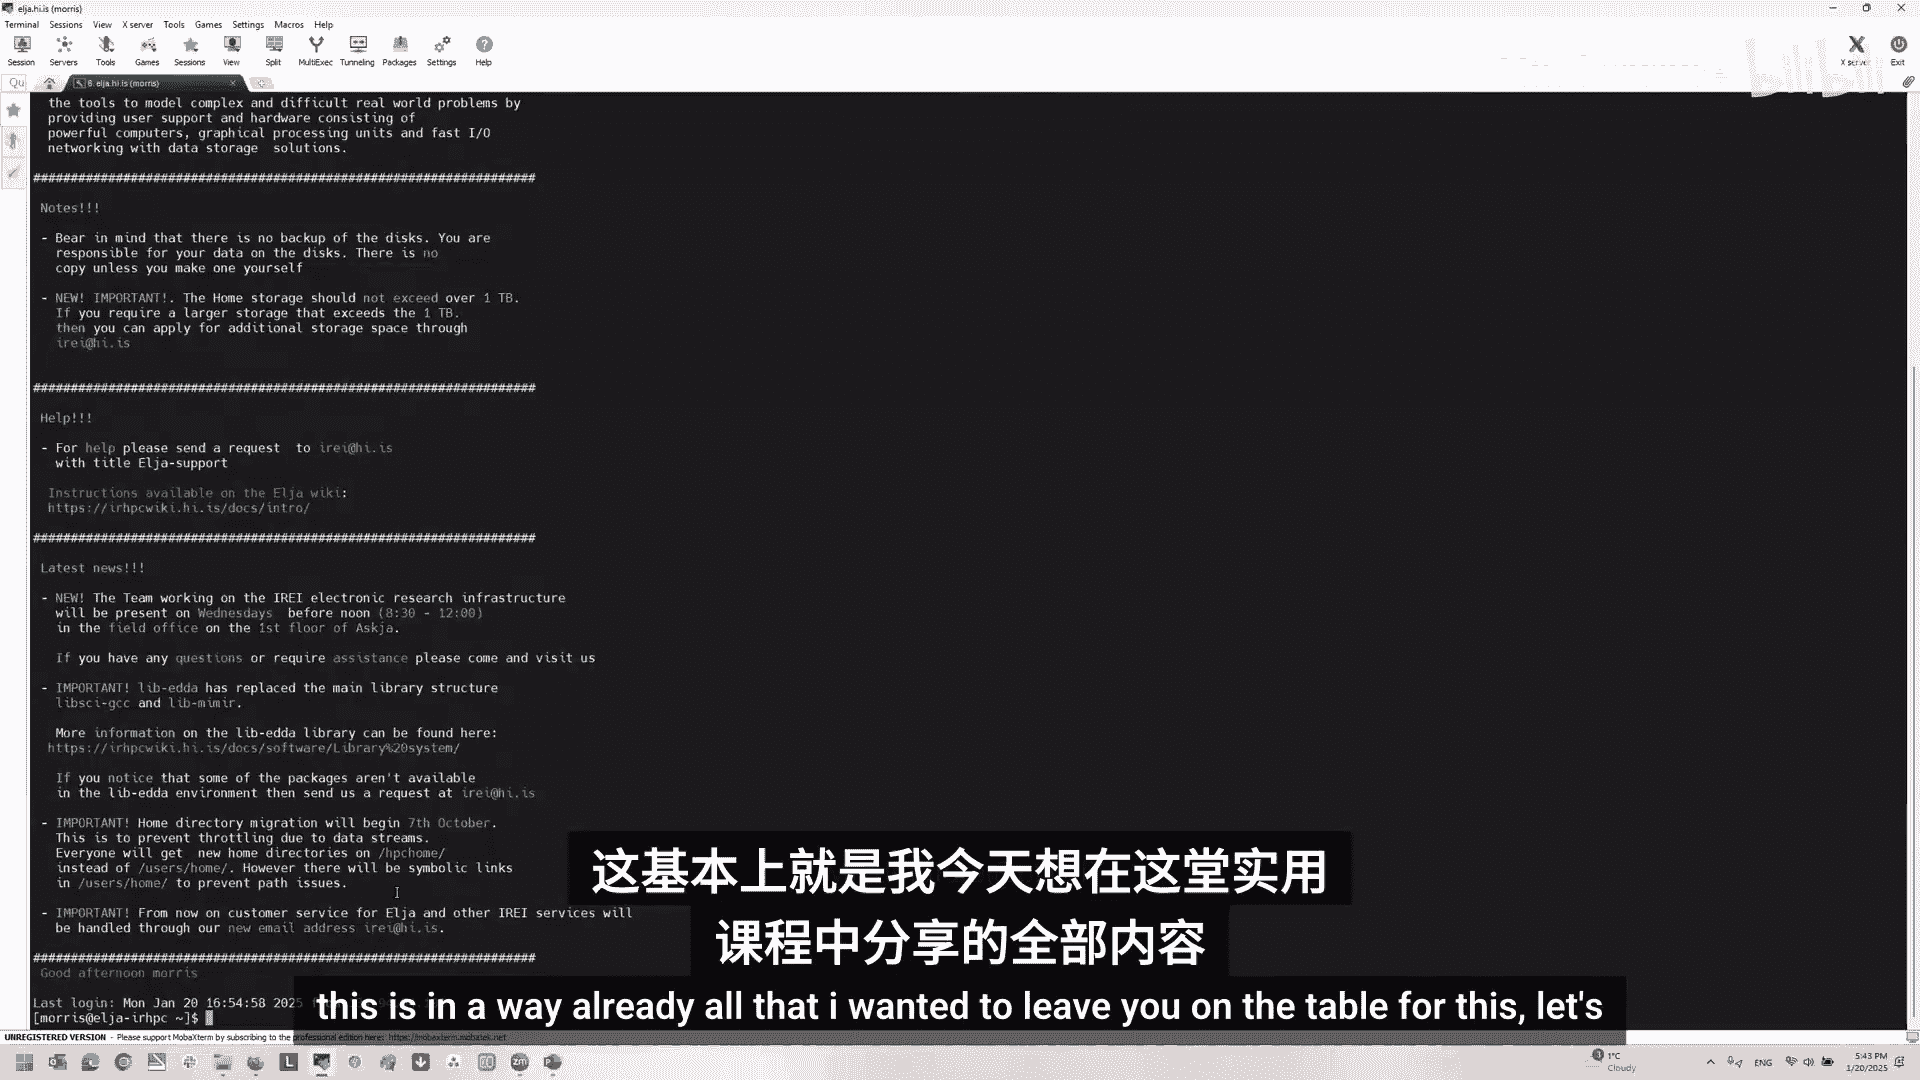 elja.hi.is (morris)
Terminal Sessions View X server Tools Games Settings Macros Help
Session Servers Tools Games Sessions View Split MultiExec Tunneling Packages Settings Help X server Exit
Qu 6. elja.hi.is (morris)
bilibili
the tools to model complex and difficult real world problems by
providing user support and hardware consisting of
powerful computers, graphical processing units and fast I/O
networking with data storage solutions.
###################################################################
Notes!!!
- Bear in mind that there is no backup of the disks. You are
responsible for your data on the disks. There is no
copy unless you make one yourself
- NEW! IMPORTANT!. The Home storage should not exceed over 1 TB.
If you require a larger storage that exceeds the 1 TB.
then you can apply for additional storage space through
irei@hi.is
###################################################################
Help!!!
- For help please send a request to irei@hi.is
with title Elja-support
Instructions available on the Elja wiki:
https://irhpcwiki.hi.is/docs/intro/
###################################################################
Latest news!!!
- NEW! The Team working on the IREI electronic research infrastructure
will be present on Wednesdays before noon (8:30 - 12:00)
in the field office on the 1st floor of Askja.
If you have any questions or require assistance please come and visit us
- IMPORTANT! lib-edda has replaced the main library structure
libsci-gcc and lib-mimir.
More information on the lib-edda library can be found here:
https://irhpcwiki.hi.is/docs/software/Library%20system/
If you notice that some of the packages aren't available
in the lib-edda environment then send us a request at irei@hi.is
- IMPORTANT! Home directory migration will begin 7th October.
This is to prevent throttling due to data streams.
Everyone will get new home directories on /hpchome/
instead of /users/home/. However there will be symbolic links
in /users/home/ to prevent path issues.
- IMPORTANT! From now on customer service for Elja and other IREI services will
be handled through our new email address irei@hi.is.
###################################################################
Good afternoon morris
Last login: Mon Jan 20 16:54:58 2025
[morris@elja-irhpc ~]$
这基本上就是我今天想在这堂实用
课程中分享的全部内容
this is in a way already all that i wanted to leave you on the table for this, let's
UNREGISTERED VERSION - Please support MobaXterm by subscribing to the professional edition here: https://mobaxterm.mobatek.net
1°C
Cloudy
ENG
5:43 PM
1/20/2025